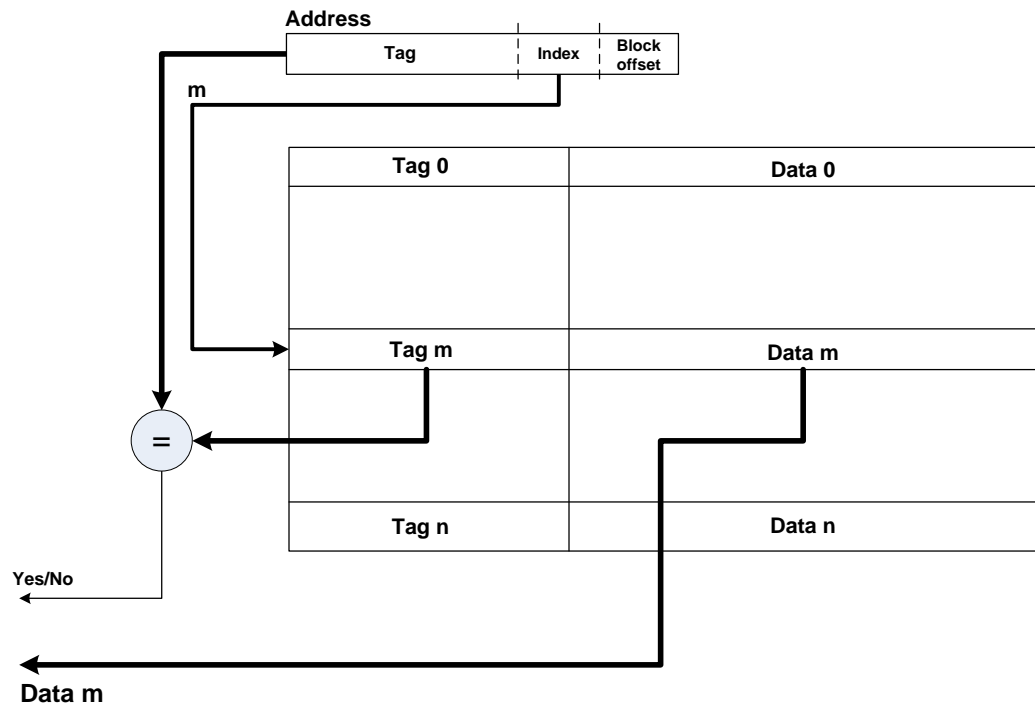 Address
Tag
Index
Block
offset
m
Tag 0
Data 0
Tag m
Data m
=
Tag n
Data n
Yes/No
Data m